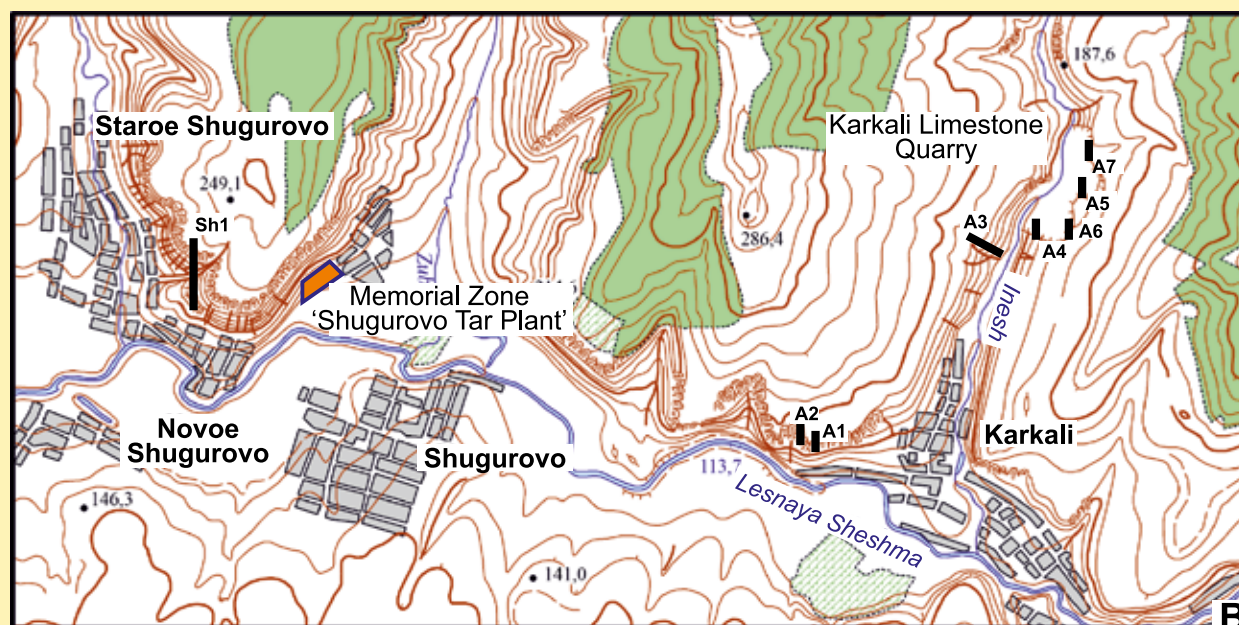 187,6
Staroe Shugurovo
Karkali Limestone
Quarry
A7
249,1
A5
Sh1
286,4
A3
A6
A4
Memorial Zone
‘Shugurovo Tar Plant’
Inesh
A2
A1
Novoe
Shugurovo
Shugurovo
Karkali
113,7
Lesnaya Sheshma
146,3
141,0
B